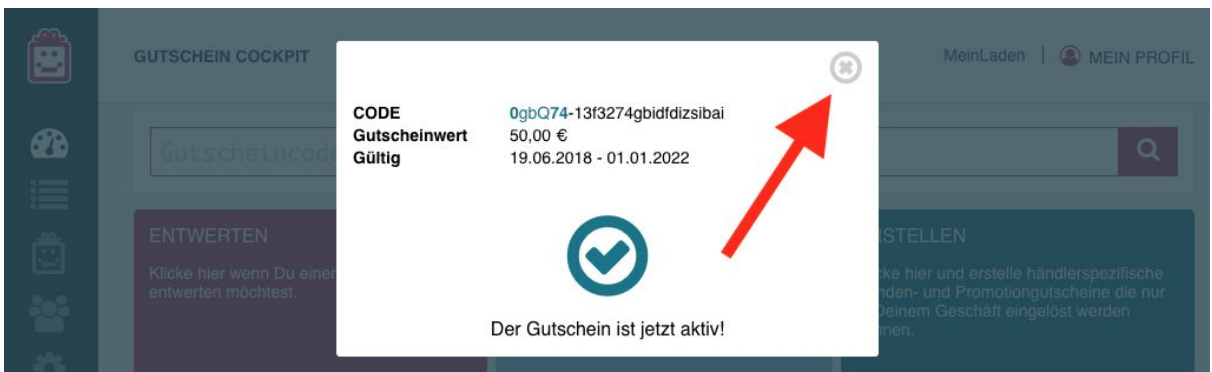 GUTSCHEIN COCKPIT
MeinLaden | MEIN PROFIL
CODE 0gbQ74-13f3274gbidfdizsibai
Gutscheinwert 50,00 €
Gültig 19.06.2018 - 01.01.2022
Gutscheincode
ENTWERTEN
Klicke hier wenn Du einen
entwerten möchtest.
Der Gutschein ist jetzt aktiv!
STELLEN
cke hier und erstelle händlerspezifische
nden- und Promotiongutscheine die nur
Deinem Geschäft eingelöst werden
nnen.